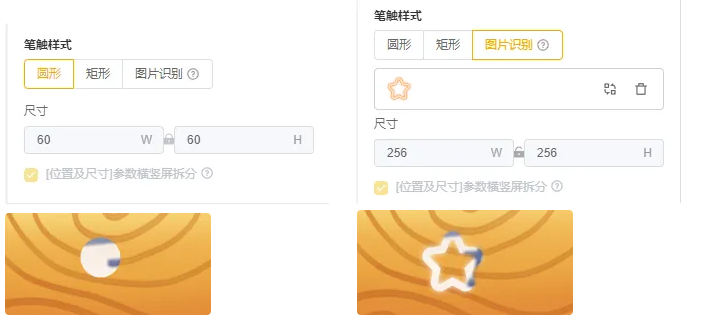 笔触样式
圆形 矩形 图片识别 ?
尺寸
60 W 60 H
[位置及尺寸]参数横竖屏拆分 ?
笔触样式
圆形 矩形 图片识别 ?
尺寸
256 W 256 H
[位置及尺寸]参数横竖屏拆分 ?